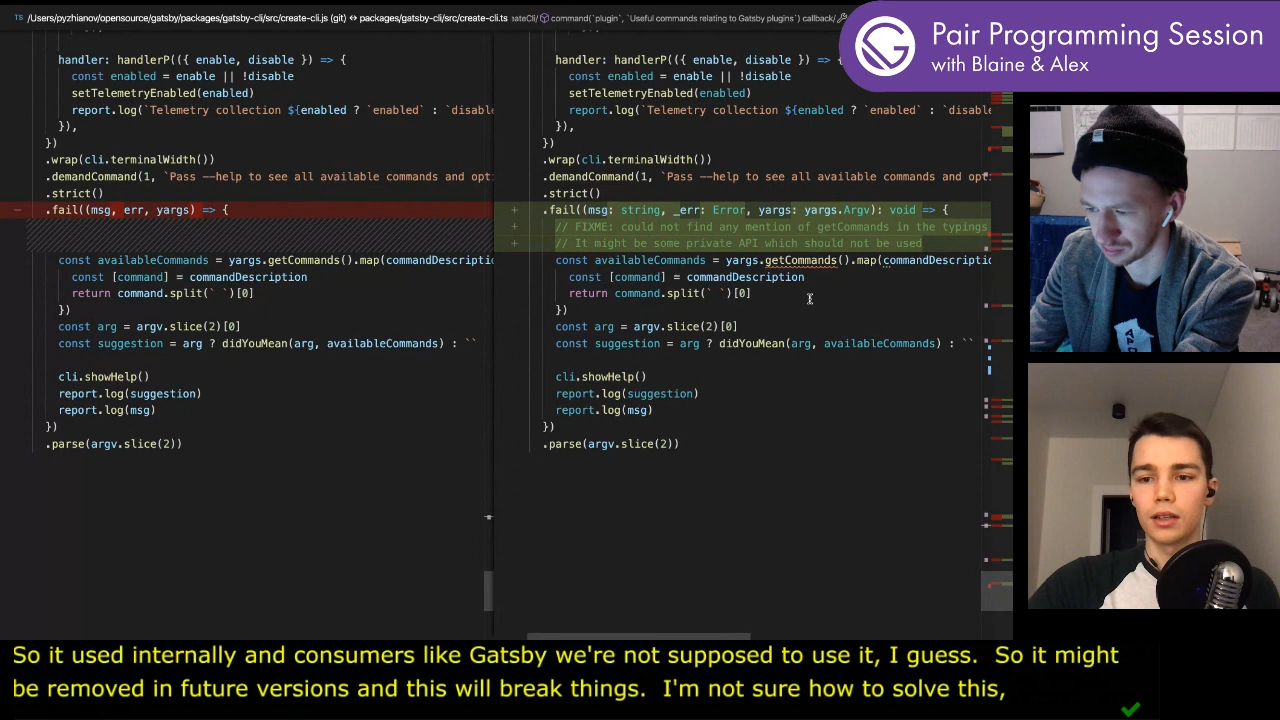 TS /Users/pyzhianov/opensource/gatsby/packages/gatsby-cli/src/create-cli.js (git) ↔ packages/gatsby-cli/src/create-cli.ts
command(`plugin`, `Useful commands relating to Gatsby plugins`) callback/
Pair Programming Session
with Blaine & Alex
handler: handlerP(({ enable, disable }) => {
const enabled = enable || !disable
setTelemetryEnabled(enabled)
report.log(`Telemetry collection ${enabled ? `enabled` : `disable
}),
})
.wrap(cli.terminalWidth())
.demandCommand(1, `Pass --help to see all available commands and opt
.strict()
.fail((msg, err, yargs) => {
const availableCommands = yargs.getCommands().map(commandDescriptio
const [command] = commandDescription
return command.split(` `)[0]
})
const arg = argv.slice(2)[0]
const suggestion = arg ? didYouMean(arg, availableCommands) : ``
cli.showHelp()
report.log(suggestion)
report.log(msg)
})
.parse(argv.slice(2))
handler: handlerP(({ enable, disable }) => {
const enabled = enable || !disable
setTelemetryEnabled(enabled)
report.log(`Telemetry collection ${enabled ? `enabled` : `disable
}),
})
.wrap(cli.terminalWidth())
.demandCommand(1, `Pass --help to see all available commands and opt
.strict()
.fail((msg: string, _err: Error, yargs: yargs.Argv): void => {
// FIXME: could not find any mention of getCommands in the typings
// It might be some private API which should not be used
const availableCommands = yargs.getCommands().map(commandDescriptio
const [command] = commandDescription
return command.split(` `)[0]
})
const arg = argv.slice(2)[0]
const suggestion = arg ? didYouMean(arg, availableCommands) : ``
cli.showHelp()
report.log(suggestion)
report.log(msg)
})
.parse(argv.slice(2))
So it used internally and consumers like Gatsby we're not supposed to use it, I guess. So it might
be removed in future versions and this will break things. I'm not sure how to solve this,